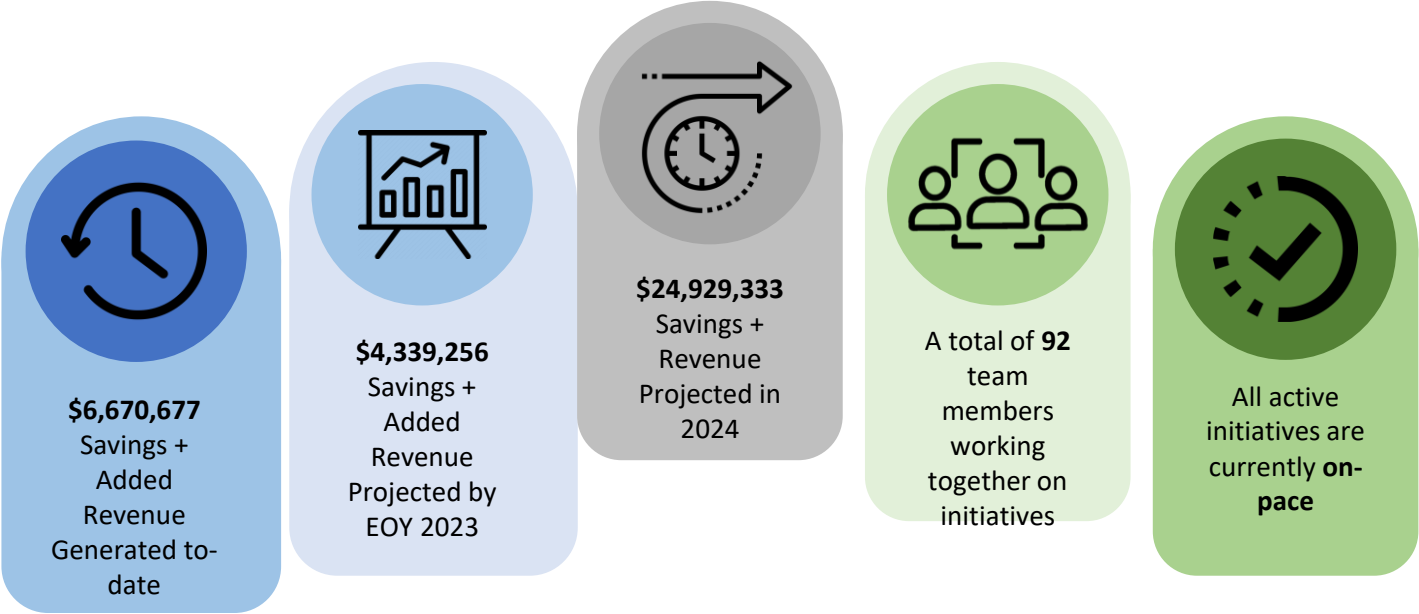 $6,670,677
Savings +
Added
Revenue
Generated to-
date
$4,339,256
Savings +
Added
Revenue
Projected by
EOY 2023
$24,929,333
Savings +
Revenue
Projected in
2024
A total of 92
team
members
working
together on
initiatives
All active
initiatives are
currently on-
pace